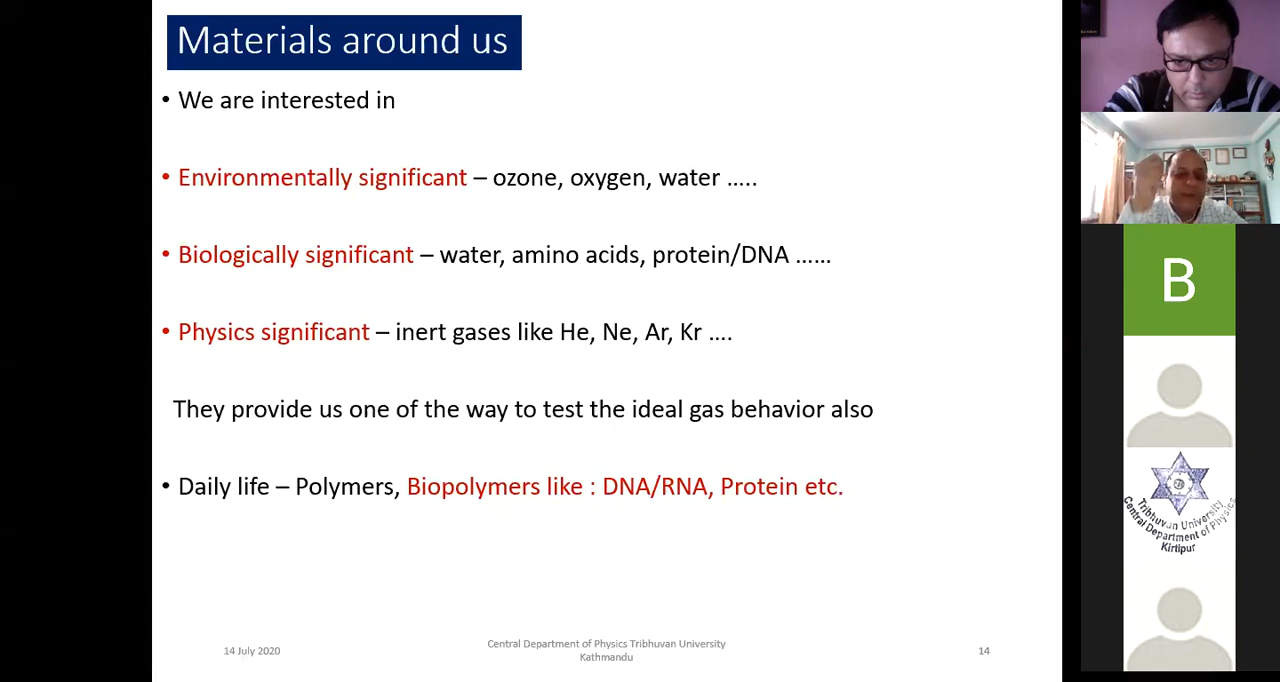 Materials around us
• We are interested in
• Environmentally significant – ozone, oxygen, water …..
• Biologically significant – water, amino acids, protein/DNA ……
• Physics significant – inert gases like He, Ne, Ar, Kr ….
They provide us one of the way to test the ideal gas behavior also
• Daily life – Polymers, Biopolymers like : DNA/RNA, Protein etc.
14 July 2020
Central Department of Physics Tribhuvan University
Kathmandu
14
B
Tribhuvan University
Central Department of Physics
Kirtipur